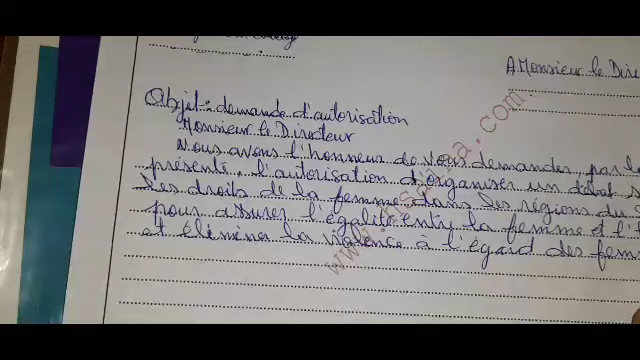 A Monsieur le Dire
Objet : demande d'autorisation
Monsieur le Directeur
Nous avons l'honneur de vous demander par la
présente, l'autorisation d'organiser un débat s
des droits de la femme dans les régions du
pour assurer l'égalité entre la femme et l'
et éliminer la violence à l'égard des fem